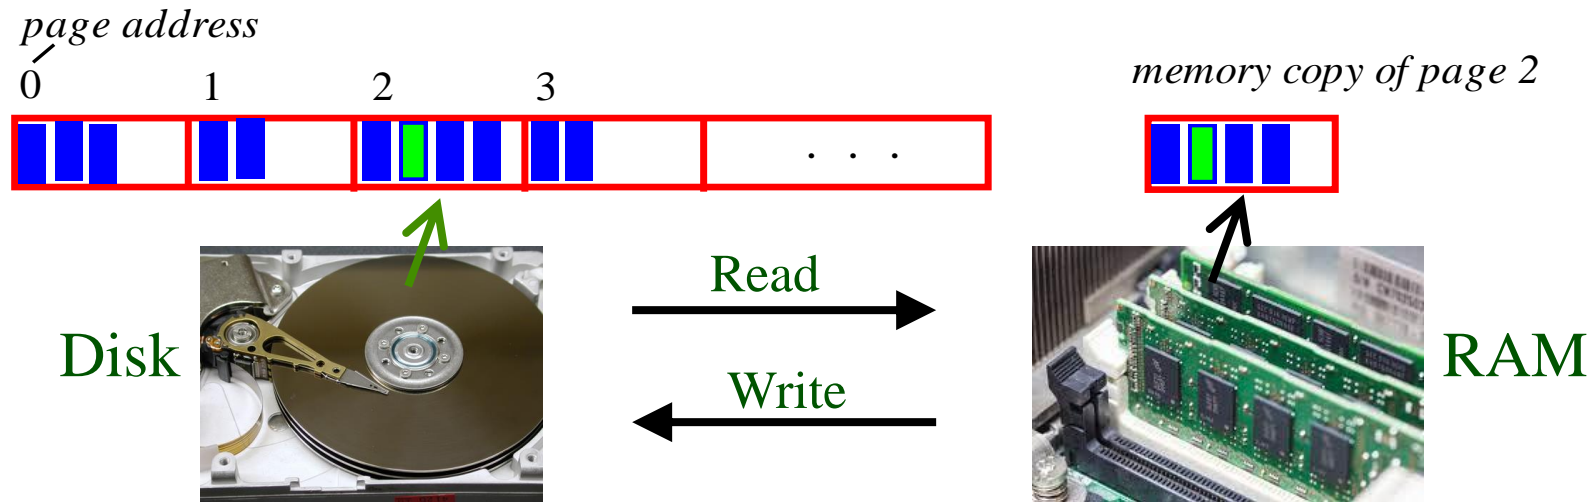 page address
0 1 2 3
memory copy of page 2
. . .
Read
Disk
RAM
Write